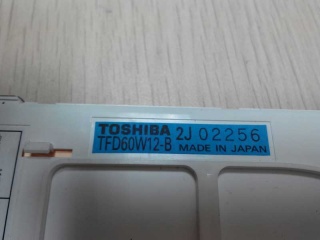 TOSHIBA 2J 02256
TFD60W12-B MADE IN JAPAN